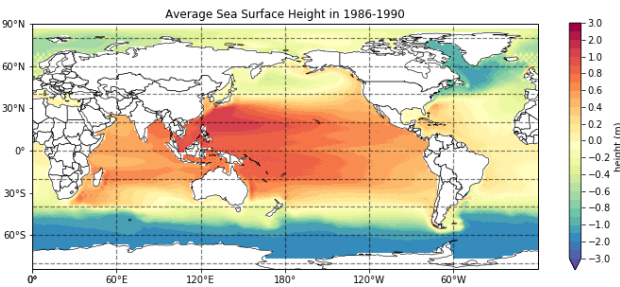 Average Sea Surface Height in 1986-1990
90°N
60°N
30°N
0°
30°S
60°S
0° 60°E 120°E 180° 120°W 60°W
3.0
2.0
1.0
0.8
0.6
0.4
0.2
0.0
−0.2
−0.4
−0.6
−0.8
−1.0
−2.0
−3.0
height (m)